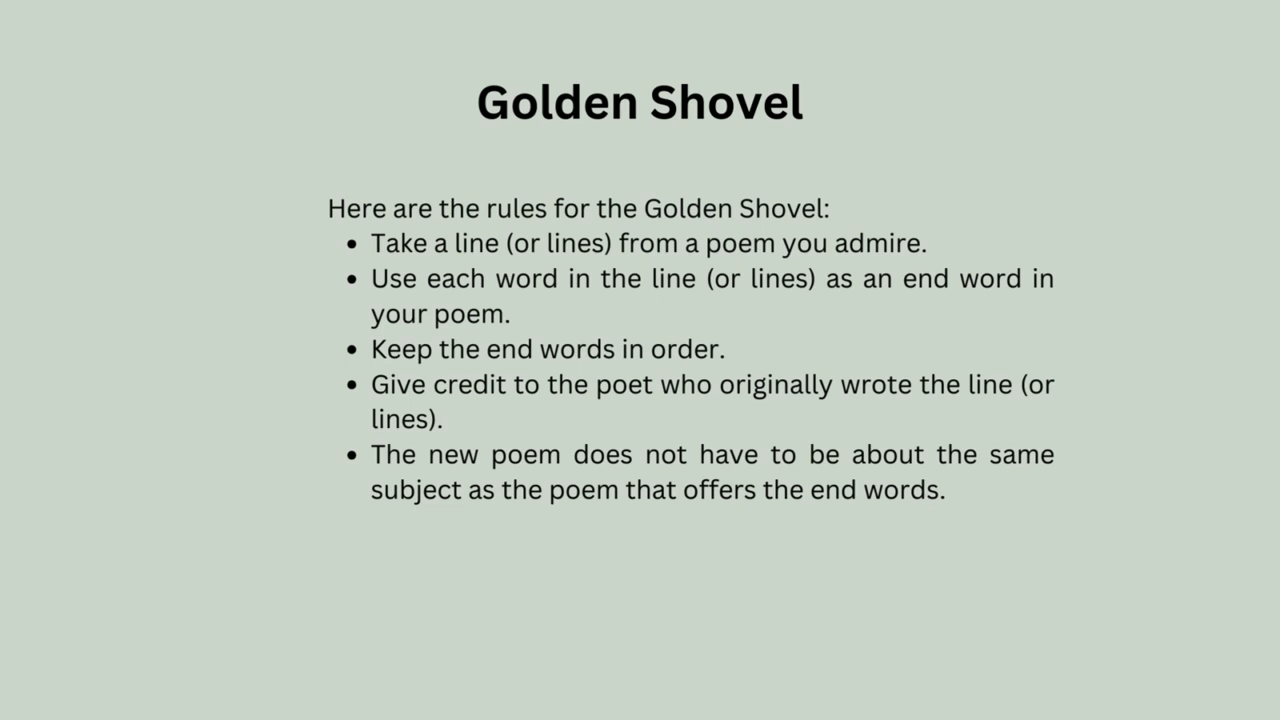 Golden Shovel
Here are the rules for the Golden Shovel:
• Take a line (or lines) from a poem you admire.
• Use each word in the line (or lines) as an end word in
your poem.
• Keep the end words in order.
• Give credit to the poet who originally wrote the line (or
lines).
• The new poem does not have to be about the same
subject as the poem that offers the end words.